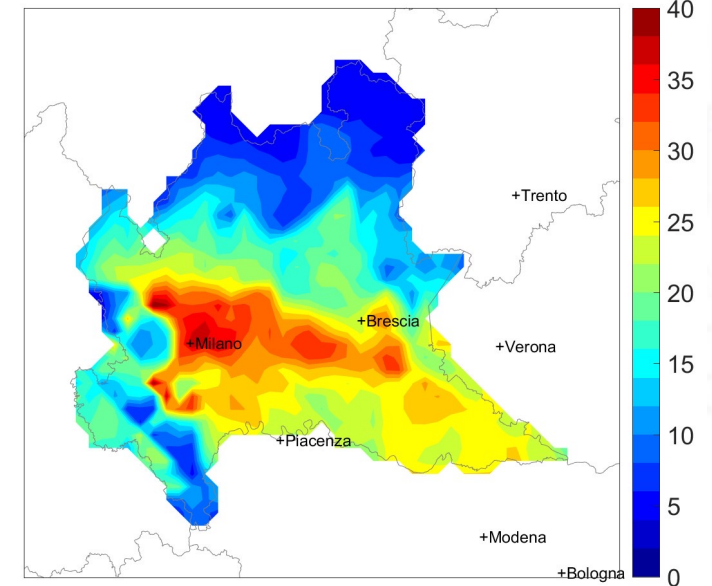 40
35
30
+Trento
25
20
+Brescia
+Milano
+Verona
15
10
+Piacenza
5
+Modena
+Bologna
0